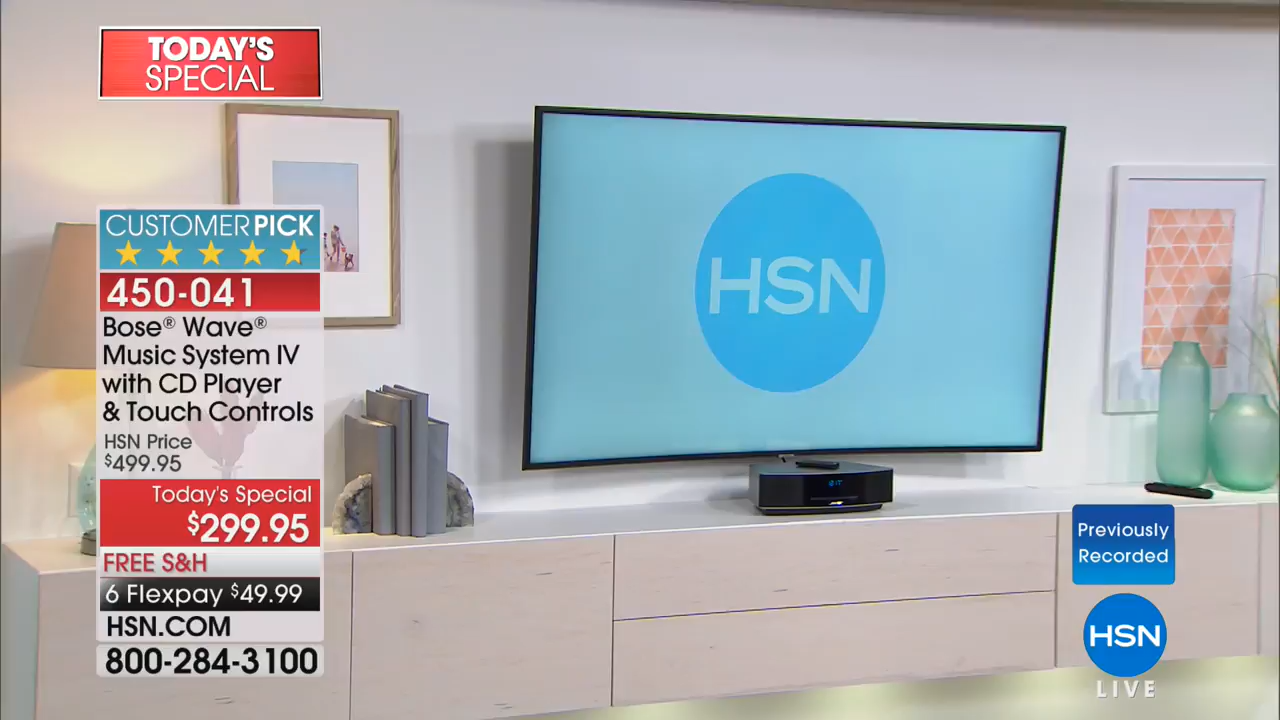 TODAY'S
SPECIAL
CUSTOMER PICK
450-041
Bose® Wave®
Music System IV
with CD Player
& Touch Controls
HSN Price
$499.95
Today's Special
$299.95
FREE S&H
6 Flexpay $49.99
HSN.COM
800-284-3100
HSN
Previously
Recorded
HSN
LIVE